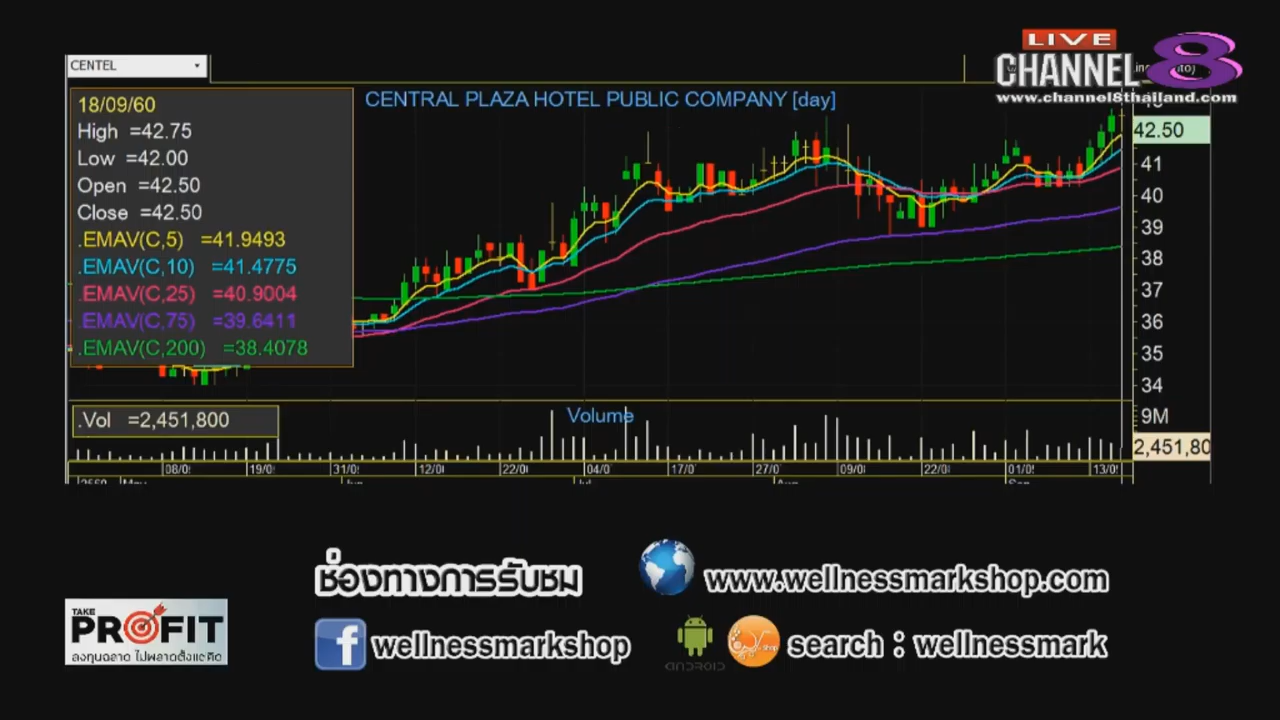 LIVE
CHANNEL 8
www.channel8thailand.com
CENTEL
18/09/60
High =42.75
Low =42.00
Open =42.50
Close =42.50
.EMAV(C,5) =41.9493
.EMAV(C,10) =41.4775
.EMAV(C,25) =40.9004
.EMAV(C,75) =39.6411
.EMAV(C,200) =38.4078
CENTRAL PLAZA HOTEL PUBLIC COMPANY [day]
42.50
41
40
39
38
37
36
35
34
.Vol =2,451,800
Volume
9M
2,451,80
08/0 19/0 31/0 12/0 22/0 04/0 17/0 27/0 09/0 22/0 01/0 13/0
ช่องทางการรับชม
www.wellnessmarkshop.com
TAKE
PROFIT
ลงทุนฉลาด ไม่พลาดตั้งแต่คิด
f wellnessmarkshop
ANDROID
search : wellnessmark